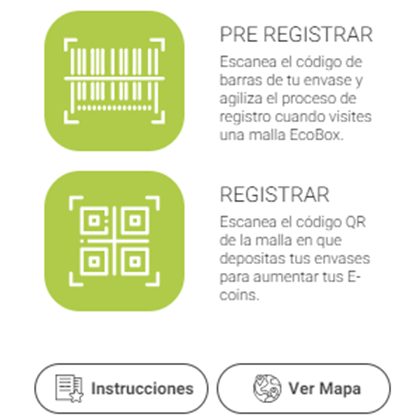 PRE REGISTRAR
Escanea el código de
barras de tu envase y
agiliza el proceso de
registro cuando visites
una malla EcoBox.
REGISTRAR
Escanea el código QR
de la malla en que
depositas tus envases
para aumentar tus E-
coins.
Instrucciones
Ver Mapa